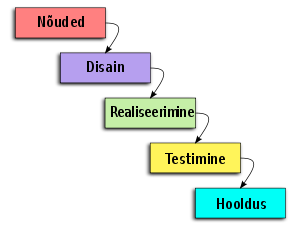 Nõuded
Disain
Realiseerimine
Testimine
Hooldus